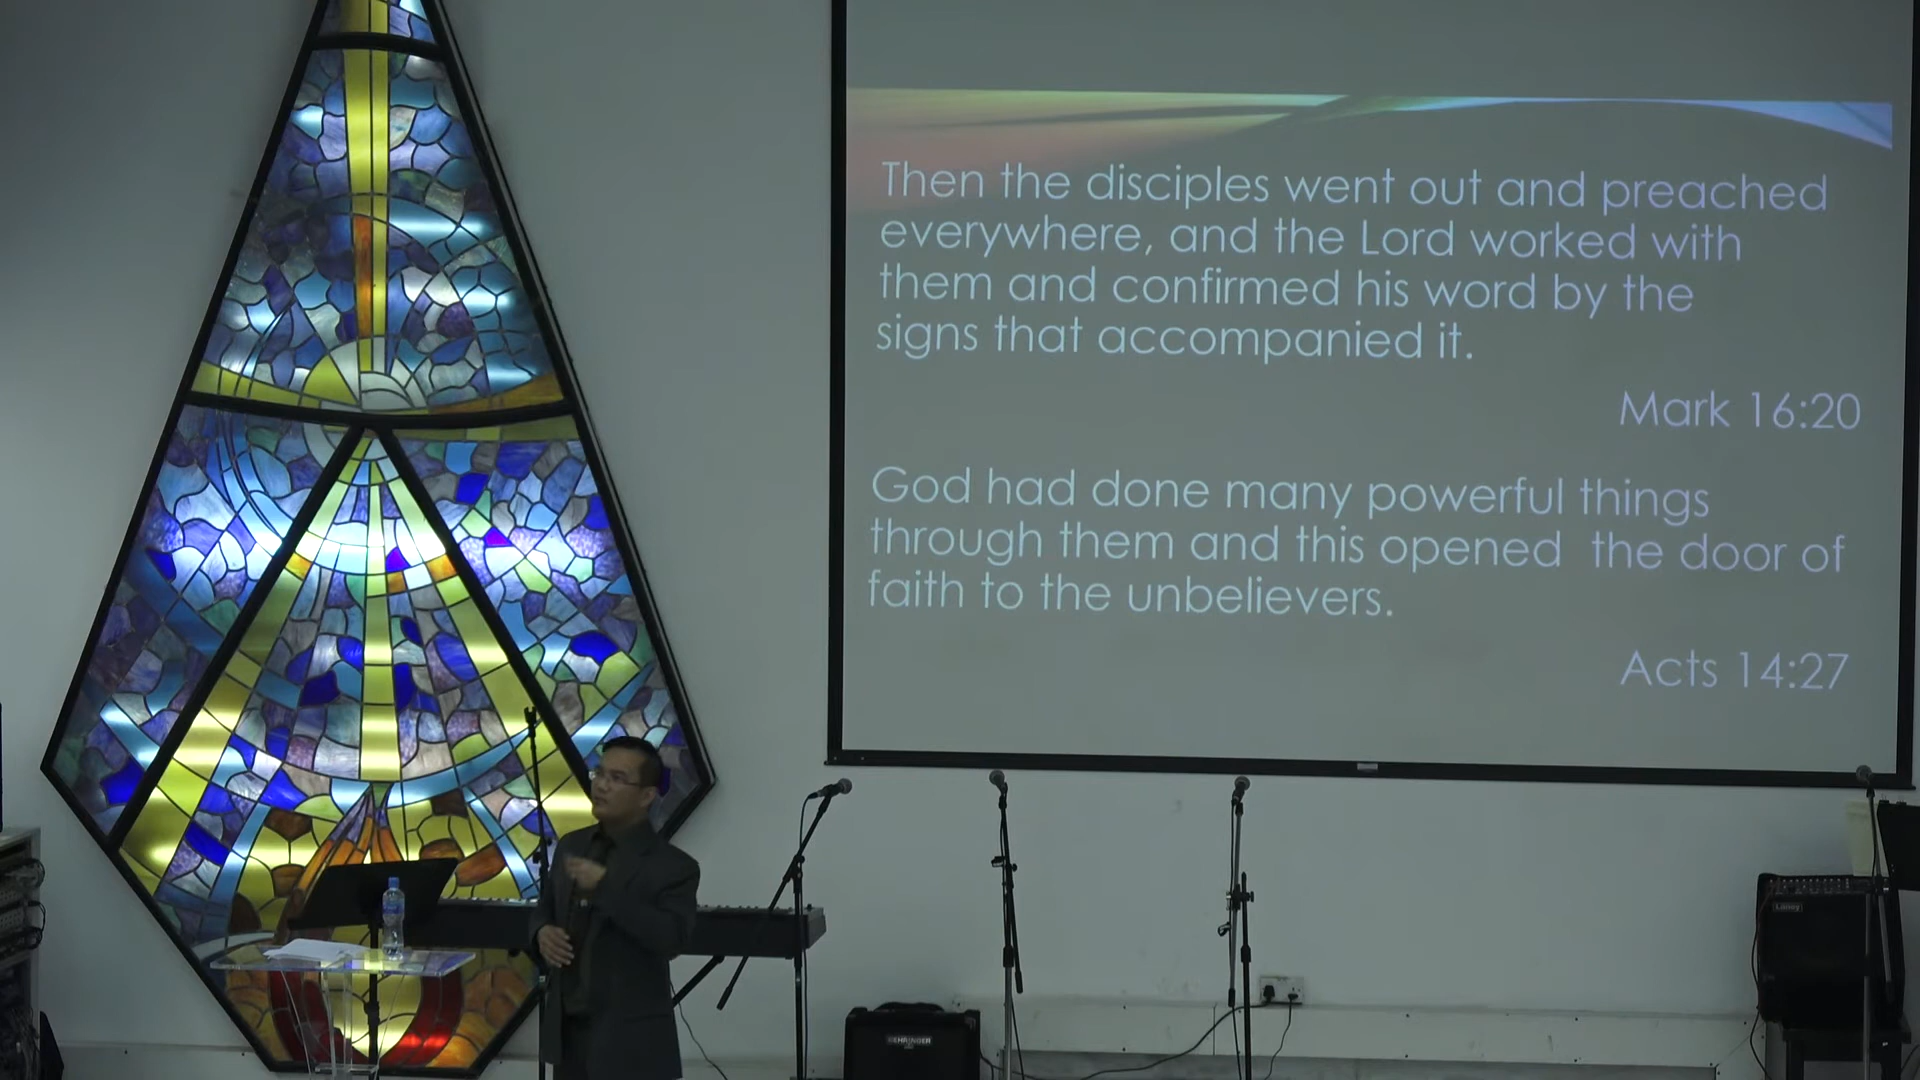 Then the disciples went out and preached
everywhere, and the Lord worked with
them and confirmed his word by the
signs that accompanied it.
Mark 16:20
God had done many powerful things
through them and this opened  the door of
faith to the unbelievers.
Acts 14:27
Laney
BEHRINGER